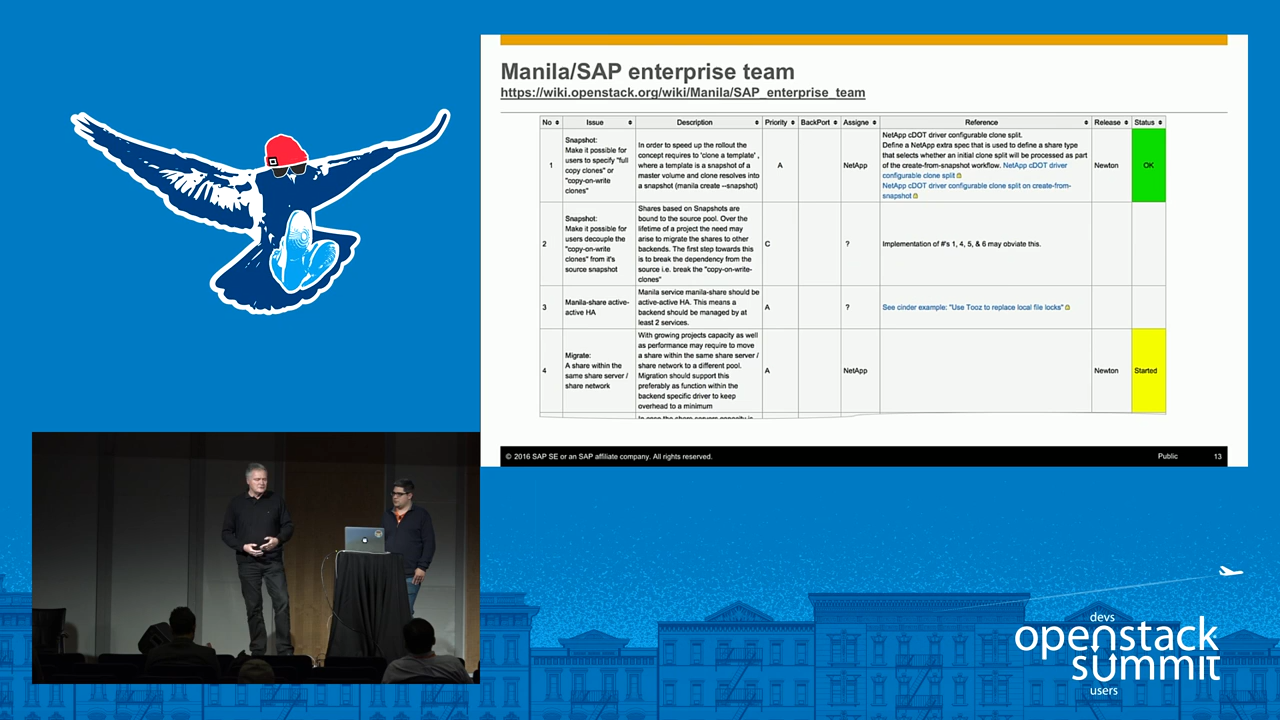 Manila/SAP enterprise team
https://wiki.openstack.org/wiki/Manila/SAP_enterprise_team
No Issue Description Priority BackPort Assigne Reference Release Status
1
Snapshot:
Make it possible for
users to specify "full
copy clones" or
"copy-on-write
clones"
In order to speed up the rollout
the concept requires to 'clone a template' ,
where a template is a snapshot of a
master volume and clone resolves into
a snapshot (manila create --snapshot)
A
NetApp
NetApp cDOT driver configurable clone split.
Define a NetApp extra spec that is used to define a share type
that selects whether an initial clone split will be processed as part
of the create-from-snapshot workflow. NetApp cDOT driver
configurable clone split
NetApp cDOT driver configurable clone split on create-from-
snapshot
Newton
OK
2
Snapshot:
Make it possible for
users decouple the
"copy-on-write
clones" from it's
source snapshot
Shares based on Snapshots are
bound to the source pool. Over the
lifetime of a project the need may
arise to migrate the shares to other
backends. The first step towards this
is to break the dependency from the
source i.e. break the "copy-on-write-
clones"
C
?
Implementation of #'s 1, 4, 5, & 6 may obviate this.
3
Manila-share active-
active HA
Manila service manila-share should be
active-active HA. This means a
backend should be managed by at
least 2 services.
A
?
See cinder example: "Use Tooz to replace local file locks"
4
Migrate:
A share within the
same share server /
share network
With growing projects capacity as well
as performance may require to move
a share within the same share server /
share network to a different pool.
Migration should support this
preferably as function within the
backend specific driver to keep
overhead to a minimum
A
NetApp
Newton
Started
© 2016 SAP SE or an SAP affiliate company. All rights reserved.
Public
13
devs
openstack
summit
users